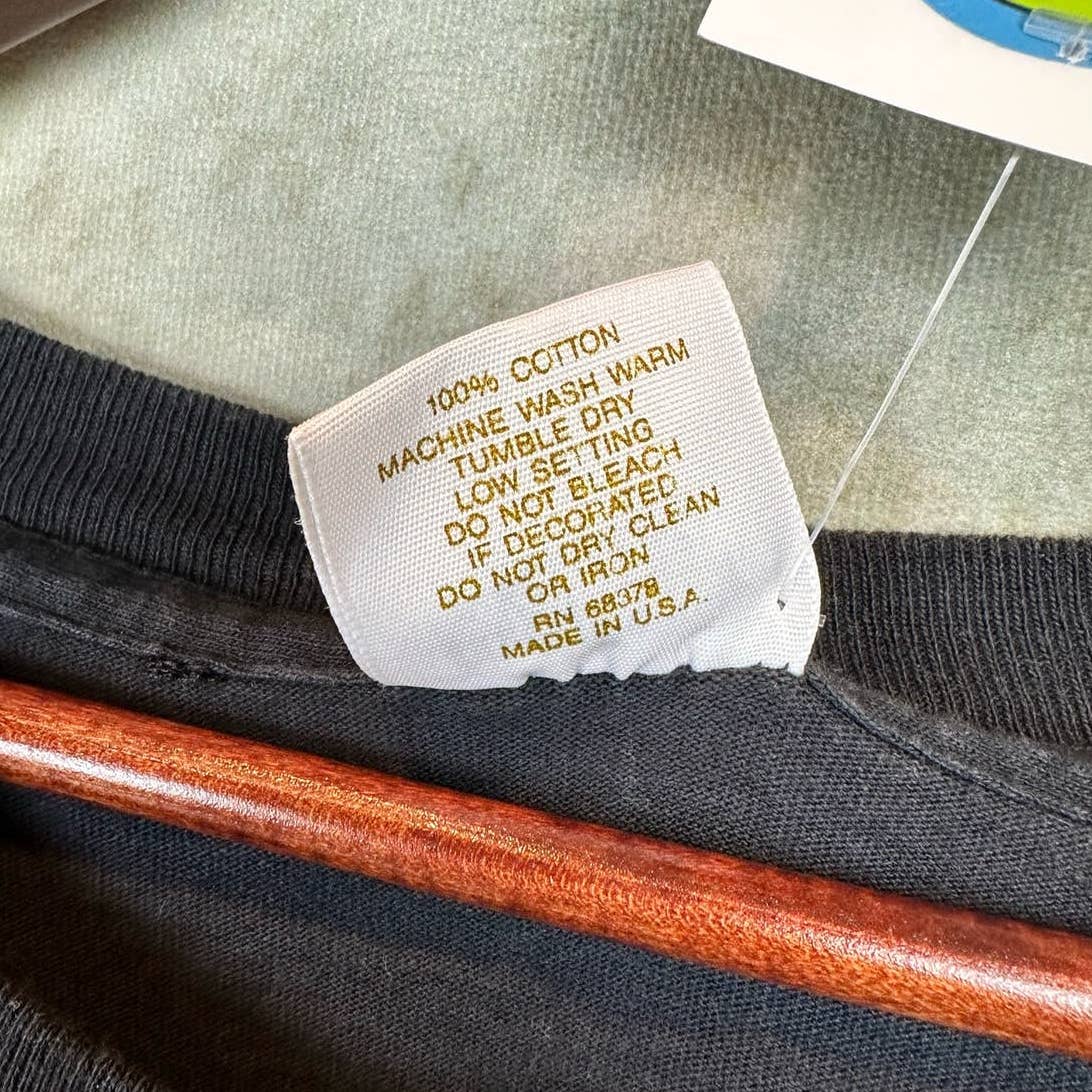 100% COTTON
MACHINE WASH WARM
TUMBLE DRY
LOW SETTING
DO NOT BLEACH
IF DECORATED
DO NOT DRY CLEAN
OR IRON
RN 68378
MADE IN U.S.A.